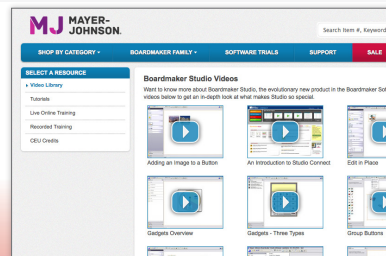 MJ MAYER-
JOHNSON.
Search Item #, Keyword
SHOP BY CATEGORY
BOARDMAKER FAMILY
SOFTWARE TRIALS
SUPPORT
SALE
SELECT A RESOURCE
Video Library
Tutorials
Live Online Training
Recorded Training
CEU Credits
Boardmaker Studio Videos
Want to know more about Boardmaker Studio, the evolutionary new product in the Boardmaker Sof
videos below to get an in-depth look at what makes Studio so special.
Adding an Image to a Button
An Introduction to Studio Connect
Edit in Place
Gadgets Overview
Gadgets - Three Types
Group Buttons